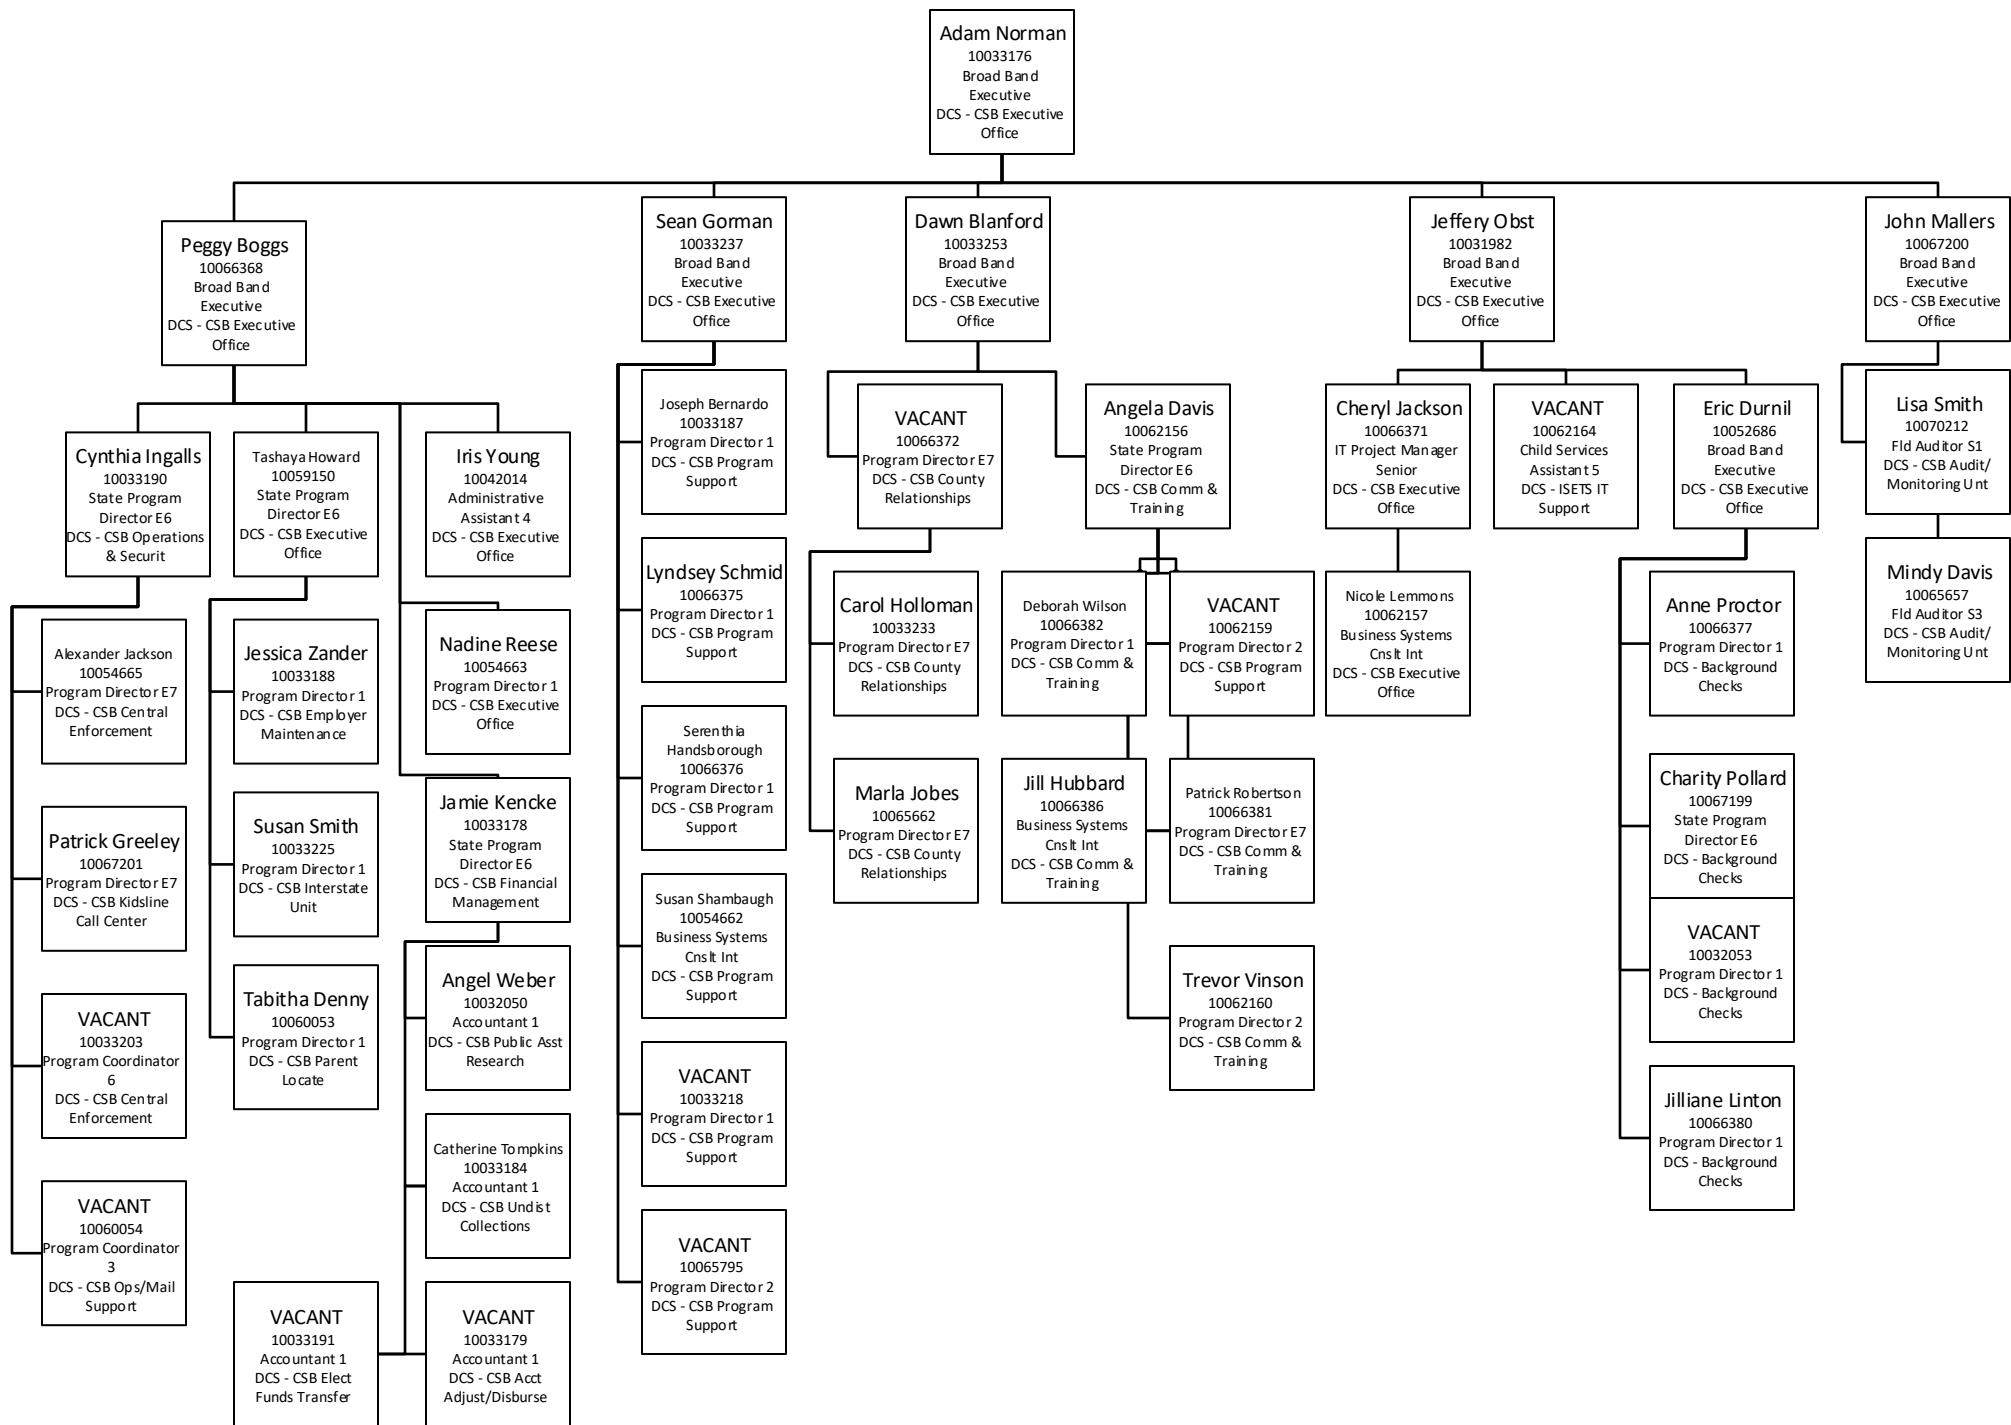 Adam Norman
10033176
Broad Band
Executive
DCS - CSB Executive
Office
Peggy Boggs
10066368
Broad Band
Executive
DCS - CSB Executive
Office
Sean Gorman
10033237
Broad Band
Executive
DCS - CSB Executive
Office
Dawn Blanford
10033253
Broad Band
Executive
DCS - CSB Executive
Office
Jeffery Obst
10031982
Broad Band
Executive
DCS - CSB Executive
Office
John Mallers
10067200
Broad Band
Executive
DCS - CSB Executive
Office
Cynthia Ingalls
10033190
State Program
Director E6
DCS - CSB Operations
& Securit
Tashaya Howard
10059150
State Program
Director E6
DCS - CSB Executive
Office
Iris Young
10042014
Administrative
Assistant 4
DCS - CSB Executive
Office
Alexander Jackson
10054665
Program Director E7
DCS - CSB Central
Enforcement
Patrick Greeley
10067201
Program Director E7
DCS - CSB Kidsline
Call Center
VACANT
10033203
Program Coordinator
6
DCS - CSB Central
Enforcement
VACANT
10060054
Program Coordinator
3
DCS - CSB Ops/Mail
Support
Jessica Zander
10033188
Program Director 1
DCS - CSB Employer
Maintenance
Susan Smith
10033225
Program Director 1
DCS - CSB Interstate
Unit
Tabitha Denny
10060053
Program Director 1
DCS - CSB Parent
Locate
Nadine Reese
10054663
Program Director 1
DCS - CSB Executive
Office
Jamie Kencke
10033178
State Program
Director E6
DCS - CSB Financial
Management
Angel Weber
10032050
Accountant 1
DCS - CSB Public Asst
Research
Catherine Tompkins
10033184
Accountant 1
DCS - CSB Undist
Collections
VACANT
10033191
Accountant 1
DCS - CSB Elect
Funds Transfer
VACANT
10033179
Accountant 1
DCS - CSB Acct
Adjust/Disburse
Joseph Bernardo
10033187
Program Director 1
DCS - CSB Program
Support
Lyndsey Schmid
10066375
Program Director 1
DCS - CSB Program
Support
Serenthia
Handsborough
10066376
Program Director 1
DCS - CSB Program
Support
Susan Shambaugh
10054662
Business Systems
Cnslt Int
DCS - CSB Program
Support
VACANT
10033218
Program Director 1
DCS - CSB Program
Support
VACANT
10065795
Program Director 2
DCS - CSB Program
Support
VACANT
10066372
Program Director E7
DCS - CSB County
Relationships
Angela Davis
10062156
State Program
Director E6
DCS - CSB Comm &
Training
Carol Holloman
10033233
Program Director E7
DCS - CSB County
Relationships
Marla Jobes
10065662
Program Director E7
DCS - CSB County
Relationships
Deborah Wilson
10066382
Program Director 1
DCS - CSB Comm &
Training
VACANT
10062159
Program Director 2
DCS - CSB Program
Support
Jill Hubbard
10066386
Business Systems
Cnslt Int
DCS - CSB Comm &
Training
Patrick Robertson
10066381
Program Director E7
DCS - CSB Comm &
Training
Trevor Vinson
10062160
Program Director 2
DCS - CSB Comm &
Training
Cheryl Jackson
10066371
IT Project Manager
Senior
DCS - CSB Executive
Office
VACANT
10062164
Child Services
Assistant 5
DCS - ISETS IT
Support
Eric Durnil
10052686
Broad Band
Executive
DCS - CSB Executive
Office
Nicole Lemmons
10062157
Business Systems
Cnslt Int
DCS - CSB Executive
Office
Anne Proctor
10066377
Program Director 1
DCS - Background
Checks
Charity Pollard
10067199
State Program
Director E6
DCS - Background
Checks
VACANT
10032053
Program Director 1
DCS - Background
Checks
Jilliane Linton
10066380
Program Director 1
DCS - Background
Checks
Lisa Smith
10070212
Fld Auditor S1
DCS - CSB Audit/
Monitoring Unt
Mindy Davis
10065657
Fld Auditor S3
DCS - CSB Audit/
Monitoring Unt